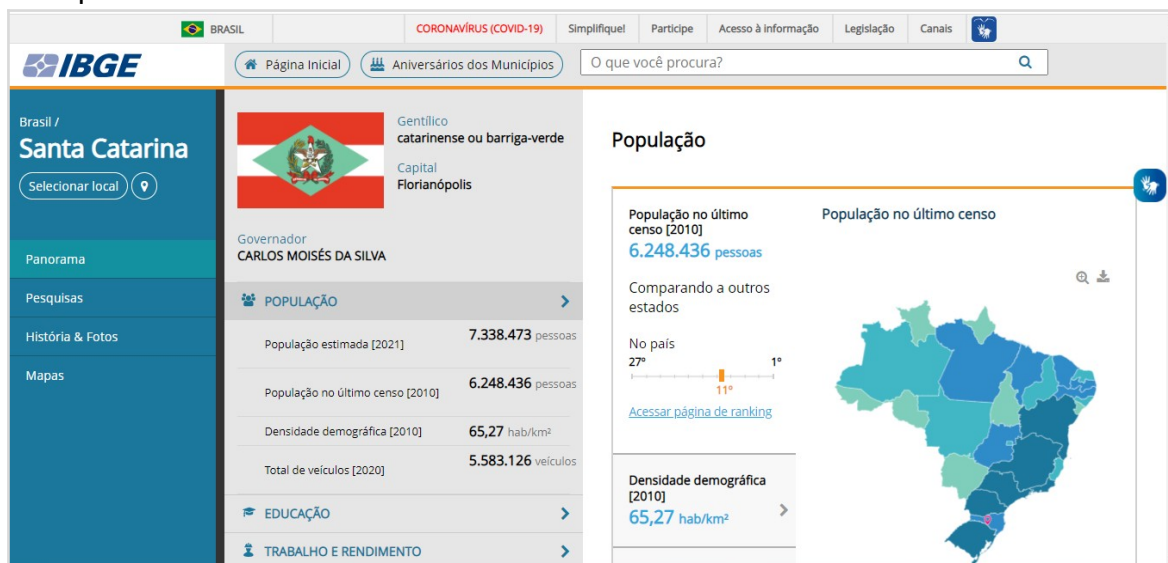 BRASIL
CORONAVÍRUS (COVID-19)
Simplifique!
Participe
Acesso à informação
Legislação
Canais
IBGE
Página Inicial
Aniversários dos Municípios
O que você procura?
Brasil /
Santa Catarina
Selecionar local
Panorama
Pesquisas
História & Fotos
Mapas
Gentílico
catarinense ou barriga-verde
Capital
Florianópolis
Governador
CARLOS MOISÉS DA SILVA
POPULAÇÃO
População estimada [2021] 7.338.473 pessoas
População no último censo [2010] 6.248.436 pessoas
Densidade demográfica [2010] 65,27 hab/km²
Total de veículos [2020] 5.583.126 veículos
EDUCAÇÃO
TRABALHO E RENDIMENTO
População
População no último
censo [2010]
6.248.436 pessoas
Comparando a outros
estados
No país
27º 1º
11º
Acessar página de ranking
Densidade demográfica
[2010]
65,27 hab/km²
População no último censo